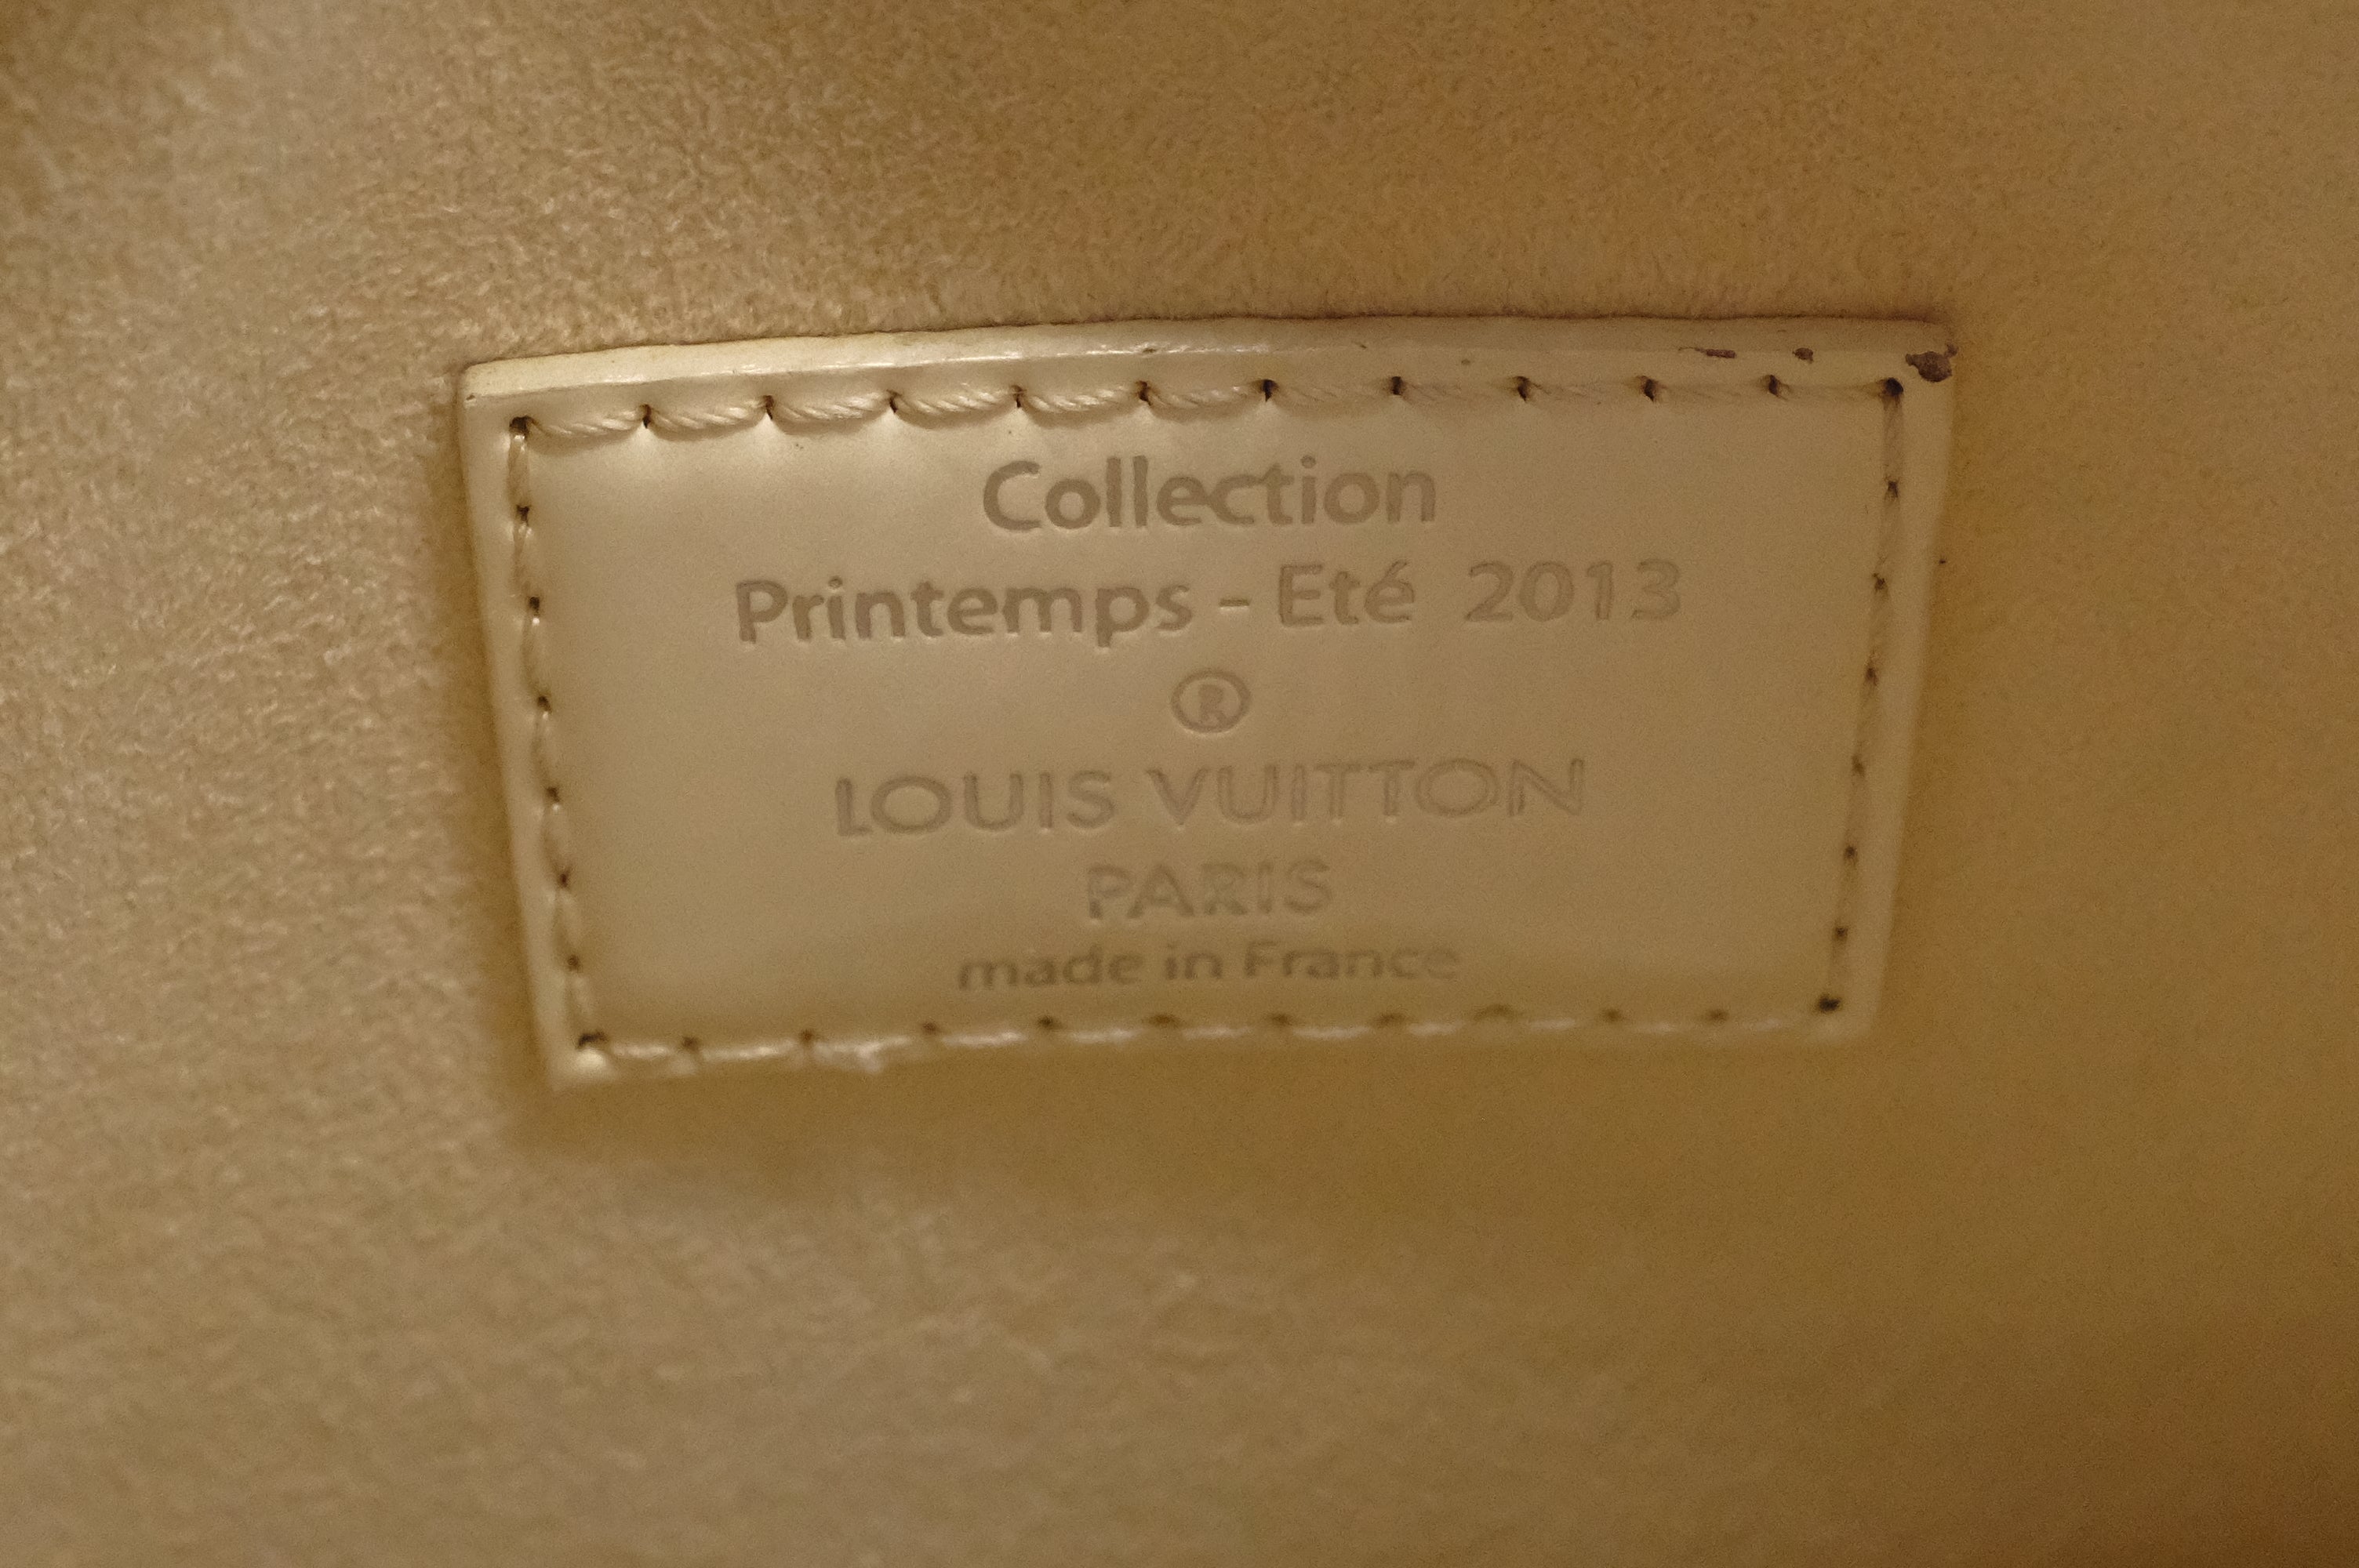 Collection
Printemps - Eté 2013
®
LOUIS VUITTON
PARIS
made in France